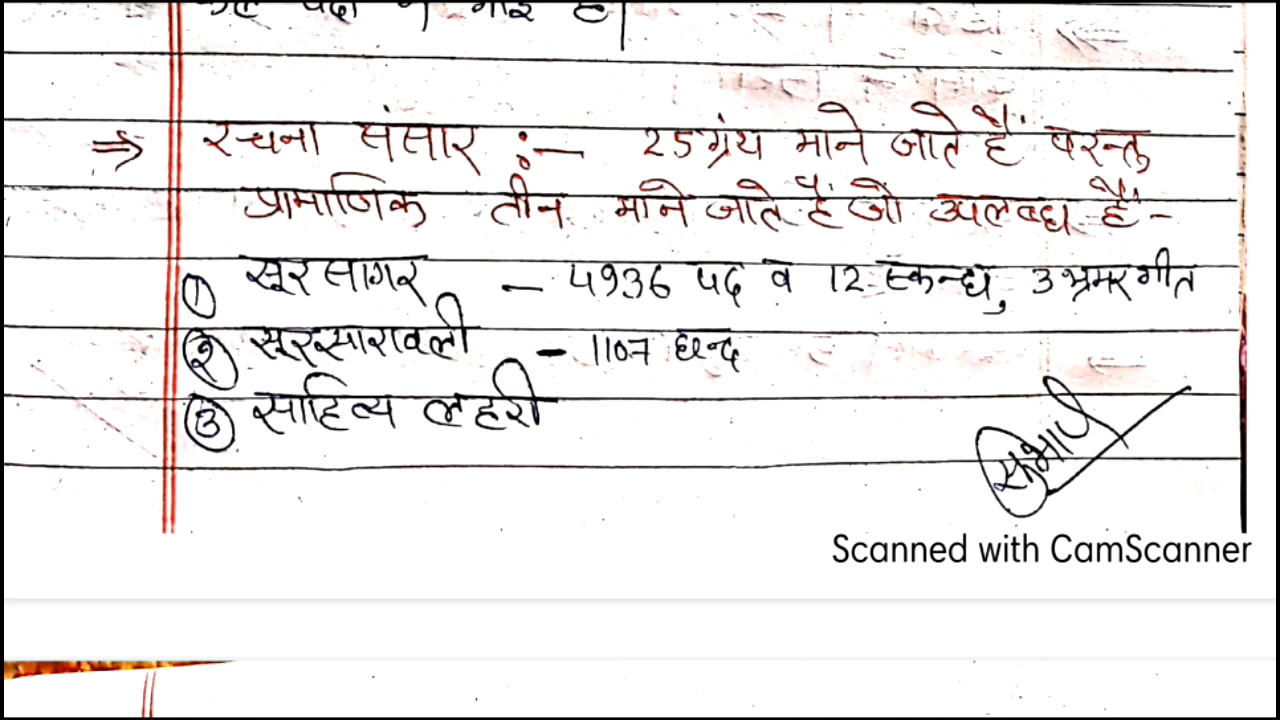 ⇒ रचना संसार :— 25 ग्रंथ माने जाते हैं परन्तु
प्रामाणिक तीन माने जाते हैं जो उपलब्ध हैं -
① सूरसागर — 4936 पद व 12 स्कन्ध, 3 भ्रमरगीत
② सूरसारावली - 1107 छन्द
③ साहित्य लहरी
Scanned with CamScanner